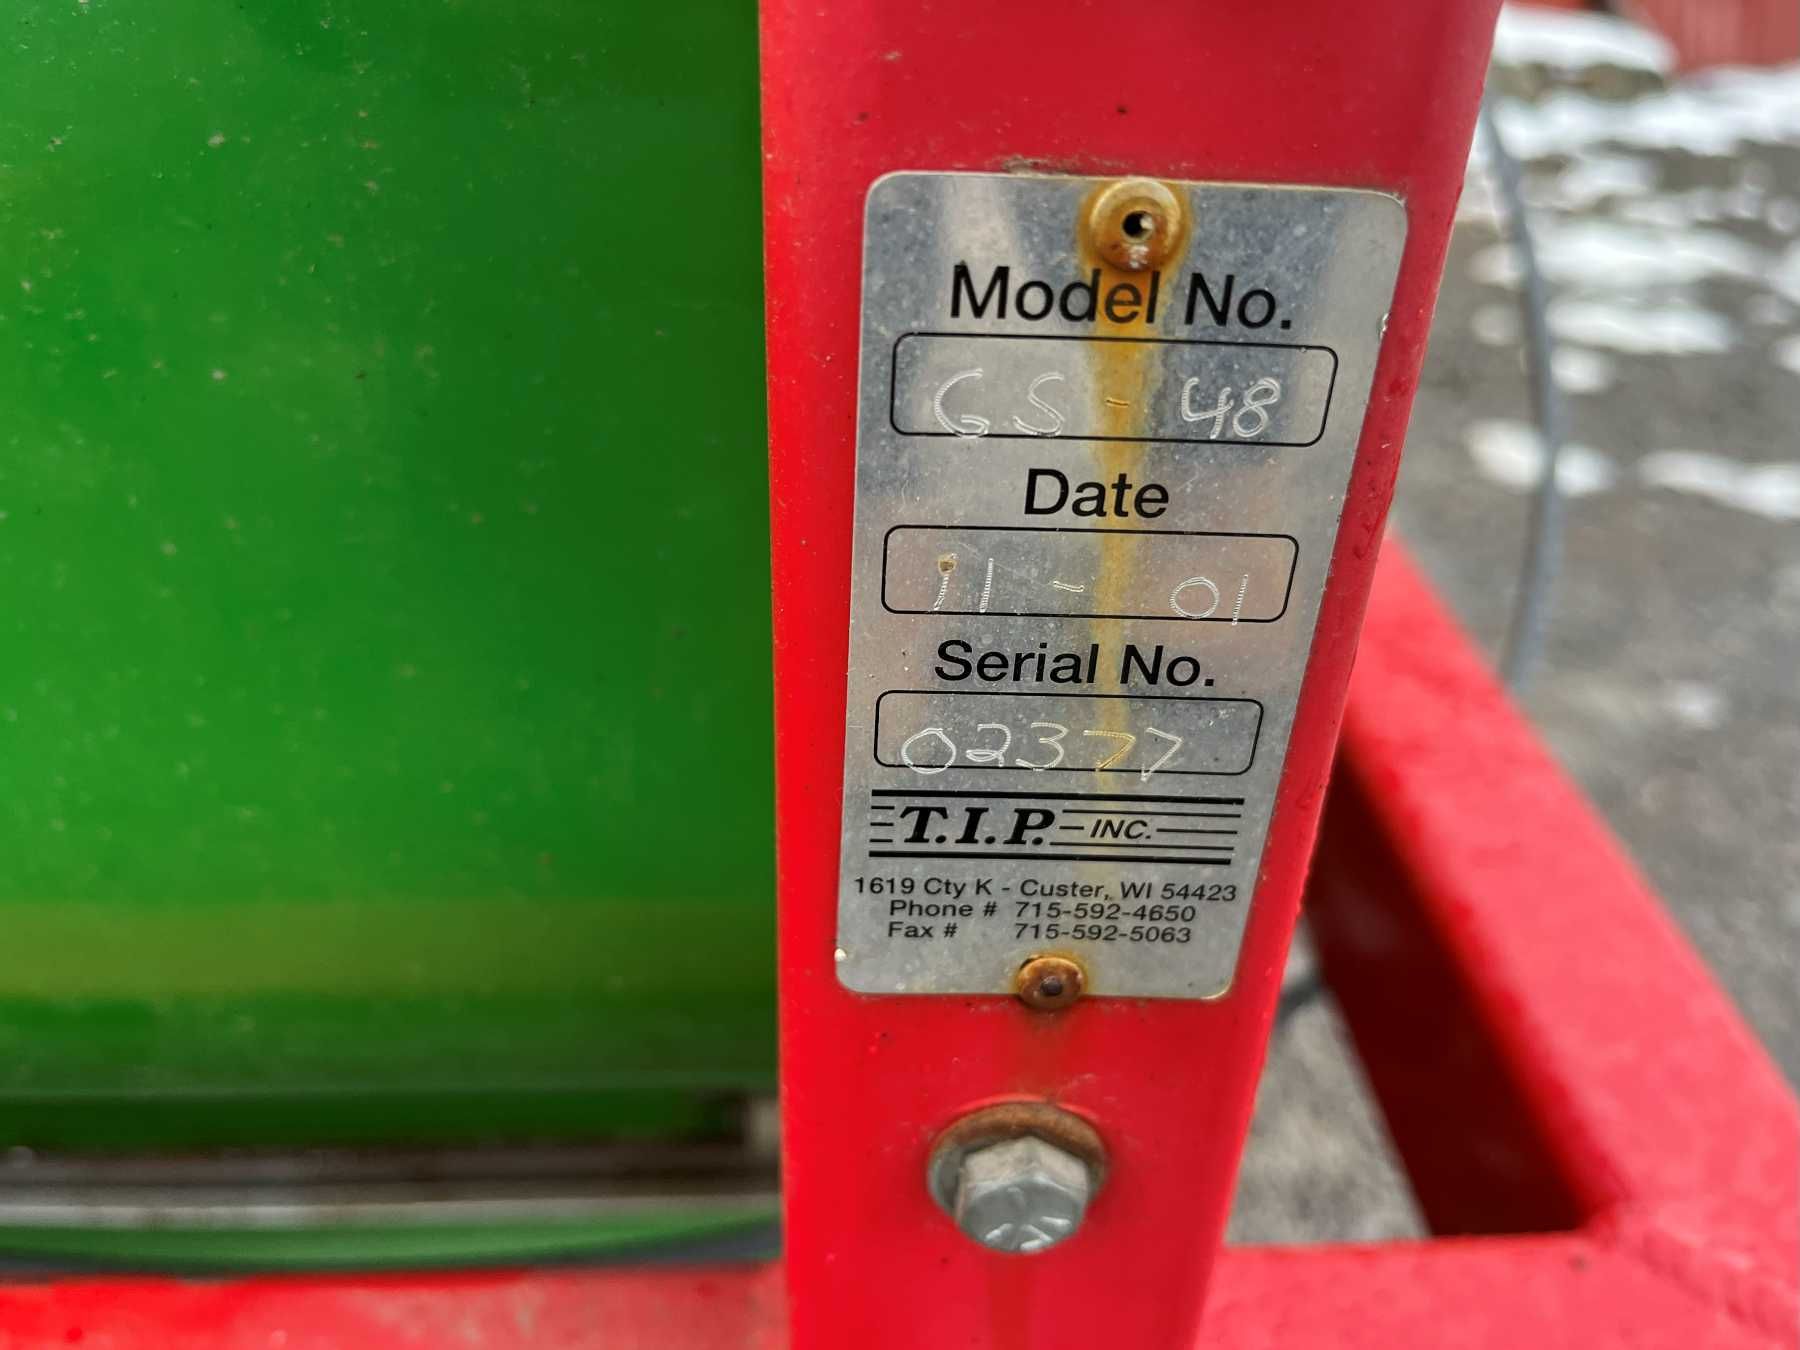 Model No.
GS-48
Date
11-01
Serial No.
02377
T.I.P. INC.
1619 Cty K - Custer, WI 54423
Phone # 715-592-4650
Fax # 715-592-5063